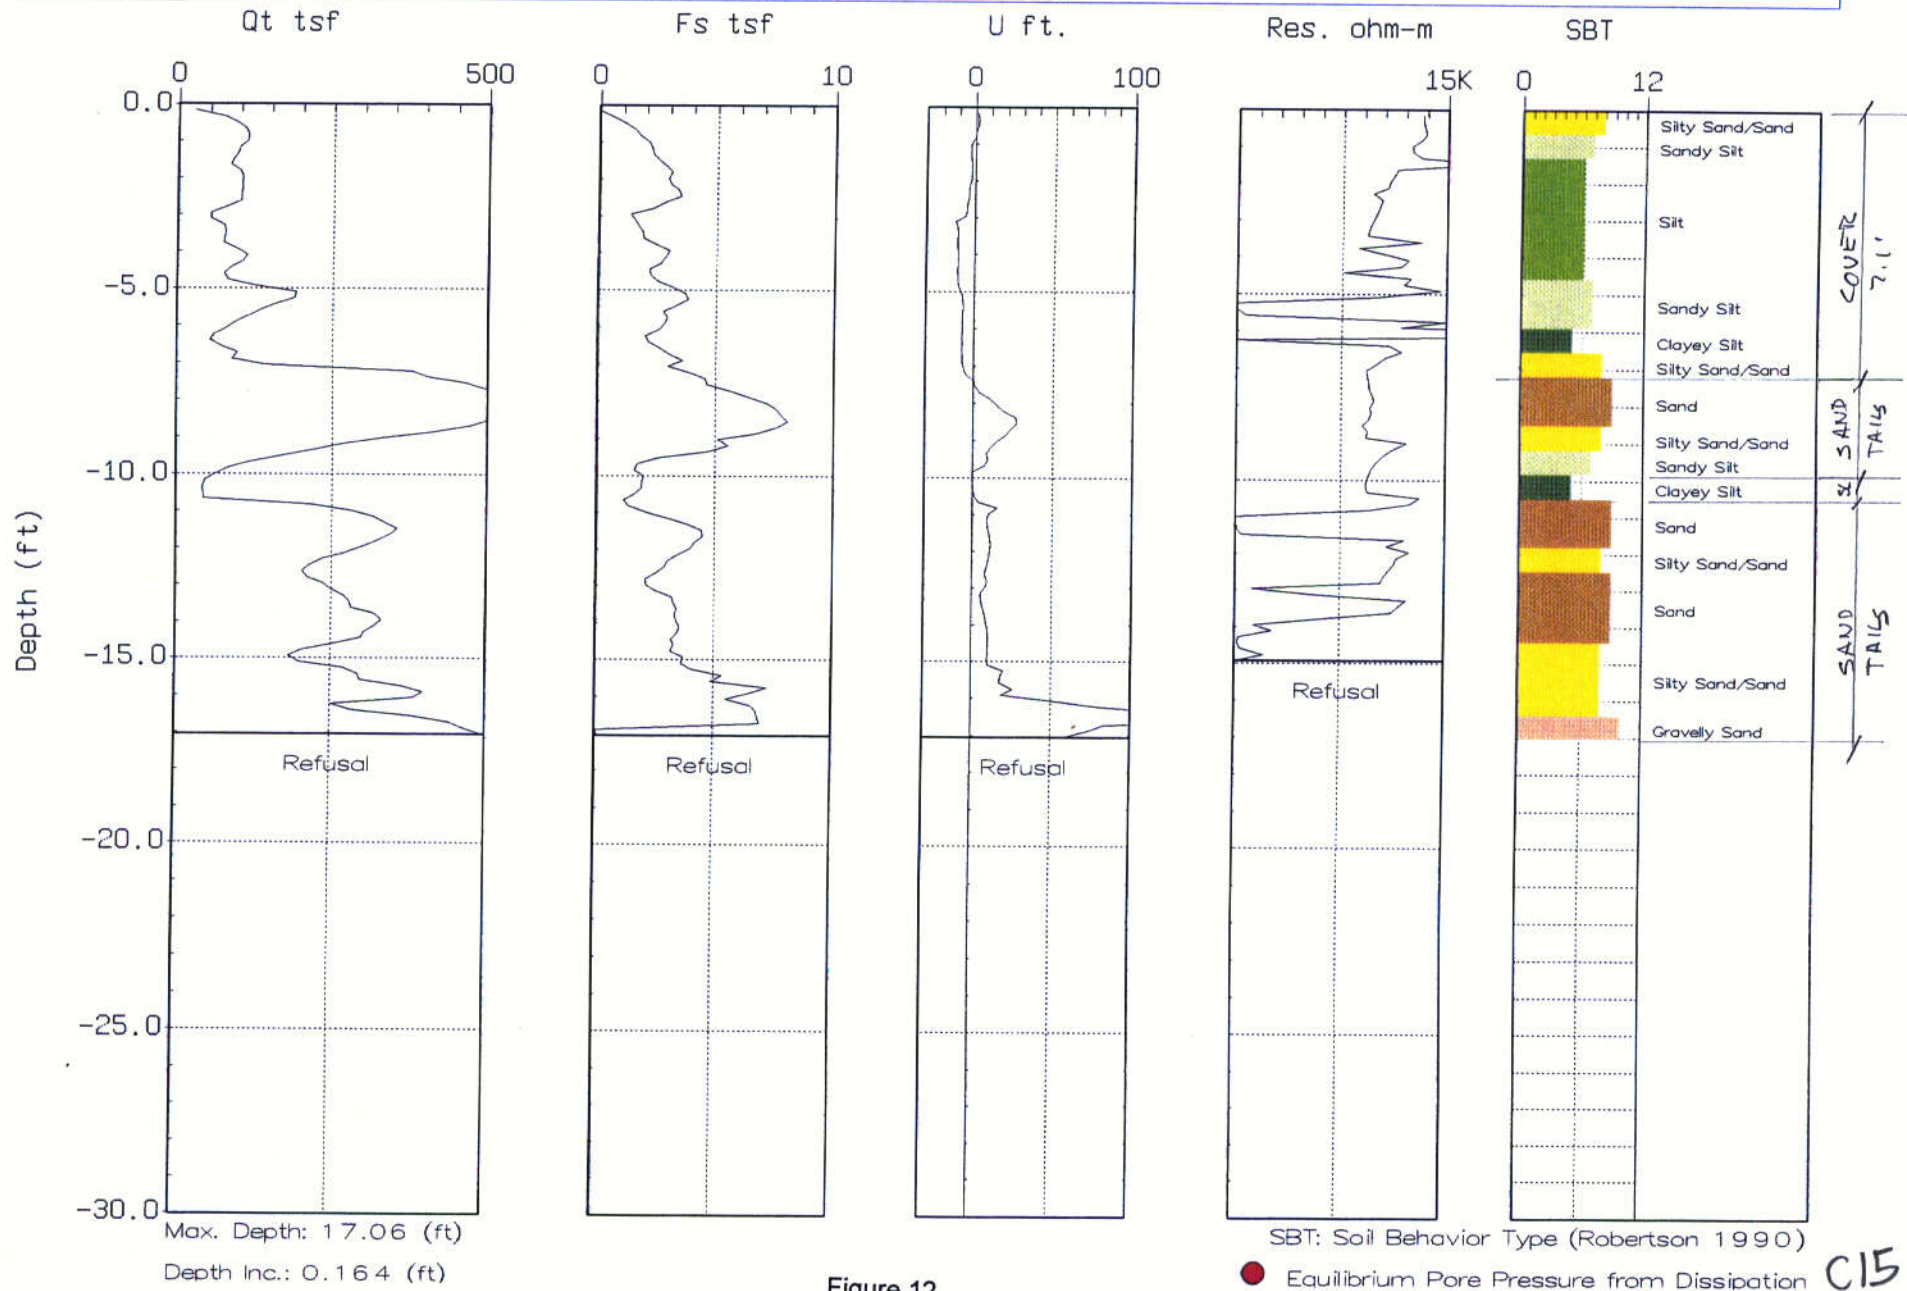 Qt tsf
Fs tsf
U ft.
Res. ohm-m
SBT
0 500
0 10
0 100
15K
0 12
0.0
-5.0
-10.0
-15.0
-20.0
-25.0
-30.0
Depth (ft)
Refusal
Refusal
Refusal
Refusal
Silty Sand/Sand
Sandy Silt
Silt
Sandy Silt
Clayey Silt
Silty Sand/Sand
Sand
Silty Sand/Sand
Sandy Silt
Clayey Silt
Sand
Silty Sand/Sand
Sand
Silty Sand/Sand
Gravelly Sand
COVER
7.1'
SAND
TAILS
SL
SAND
TAILS
Max. Depth: 17.06 (ft)
Depth Inc.: 0.164 (ft)
Figure 12
SBT: Soil Behavior Type (Robertson 1990)
Equilibrium Pore Pressure from Dissipation
C15